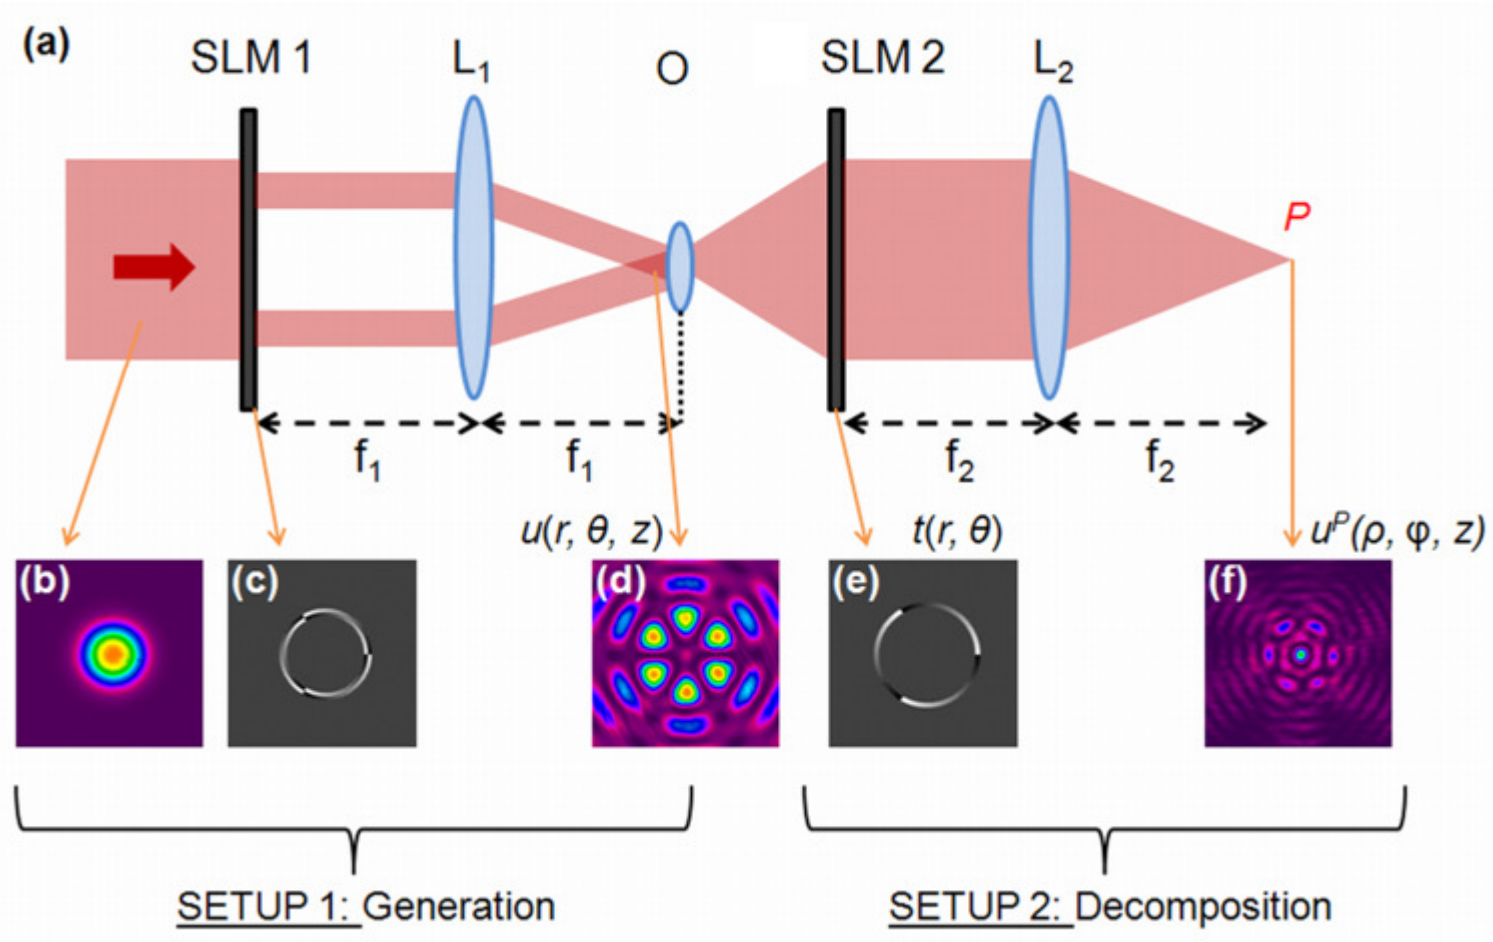 (a)
SLM 1
L₁
O
SLM 2
L₂
P
f₁
f₁
f₂
f₂
u(r, θ, z)
t(r, θ)
uᴾ(ρ, φ, z)
(b)
(c)
(d)
(e)
(f)
SETUP 1: Generation
SETUP 2: Decomposition